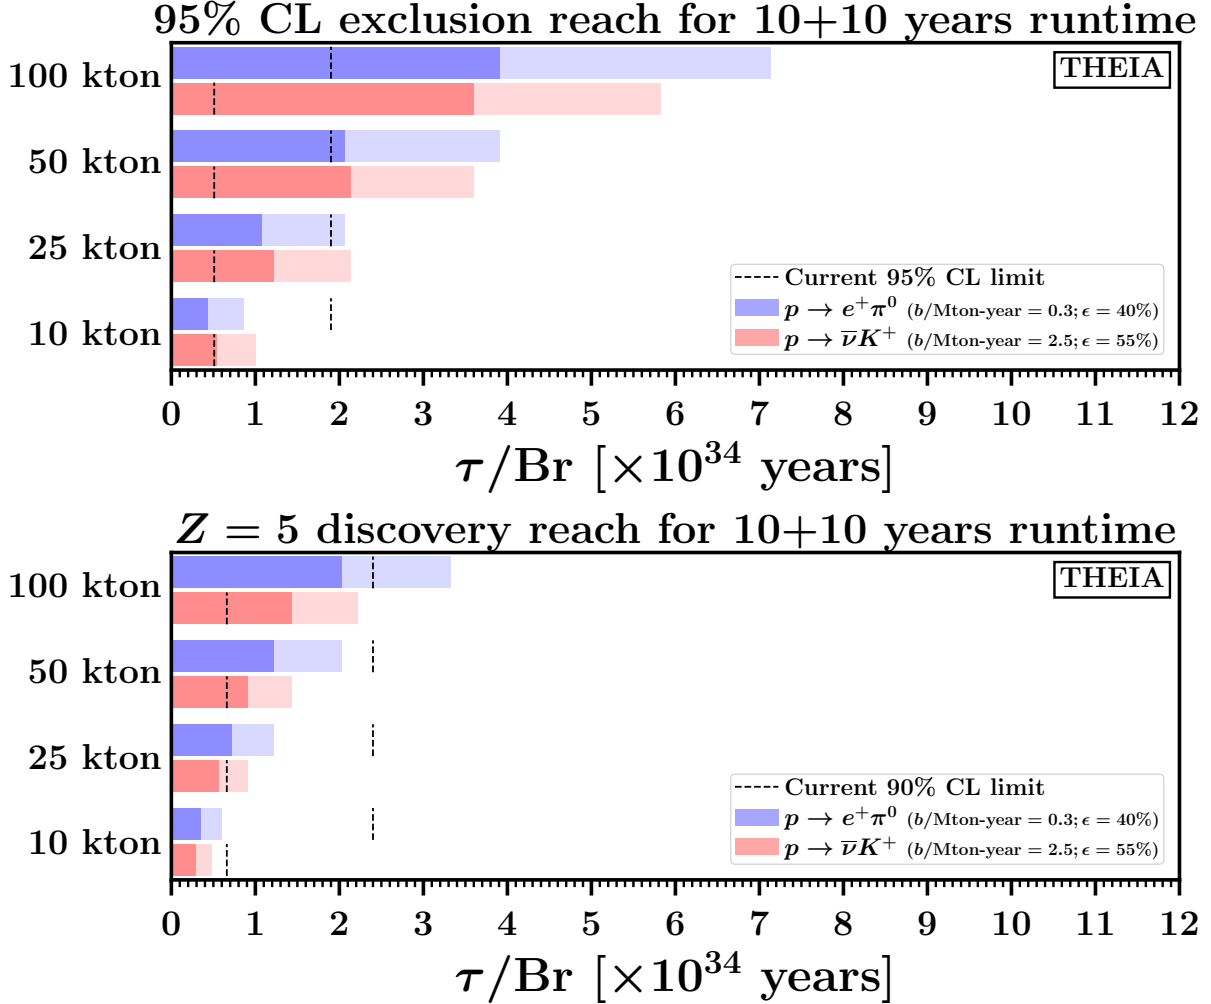 95% CL exclusion reach for 10+10 years runtime
THEIA
100 kton
50 kton
25 kton
10 kton
Current 95% CL limit
p → e⁺π⁰ (b/Mton-year = 0.3; ϵ = 40%)
p → ν̅K⁺ (b/Mton-year = 2.5; ϵ = 55%)
0 1 2 3 4 5 6 7 8 9 10 11 12
τ/Br [×10³⁴ years]
Z = 5 discovery reach for 10+10 years runtime
THEIA
100 kton
50 kton
25 kton
10 kton
Current 90% CL limit
p → e⁺π⁰ (b/Mton-year = 0.3; ϵ = 40%)
p → ν̅K⁺ (b/Mton-year = 2.5; ϵ = 55%)
0 1 2 3 4 5 6 7 8 9 10 11 12
τ/Br [×10³⁴ years]